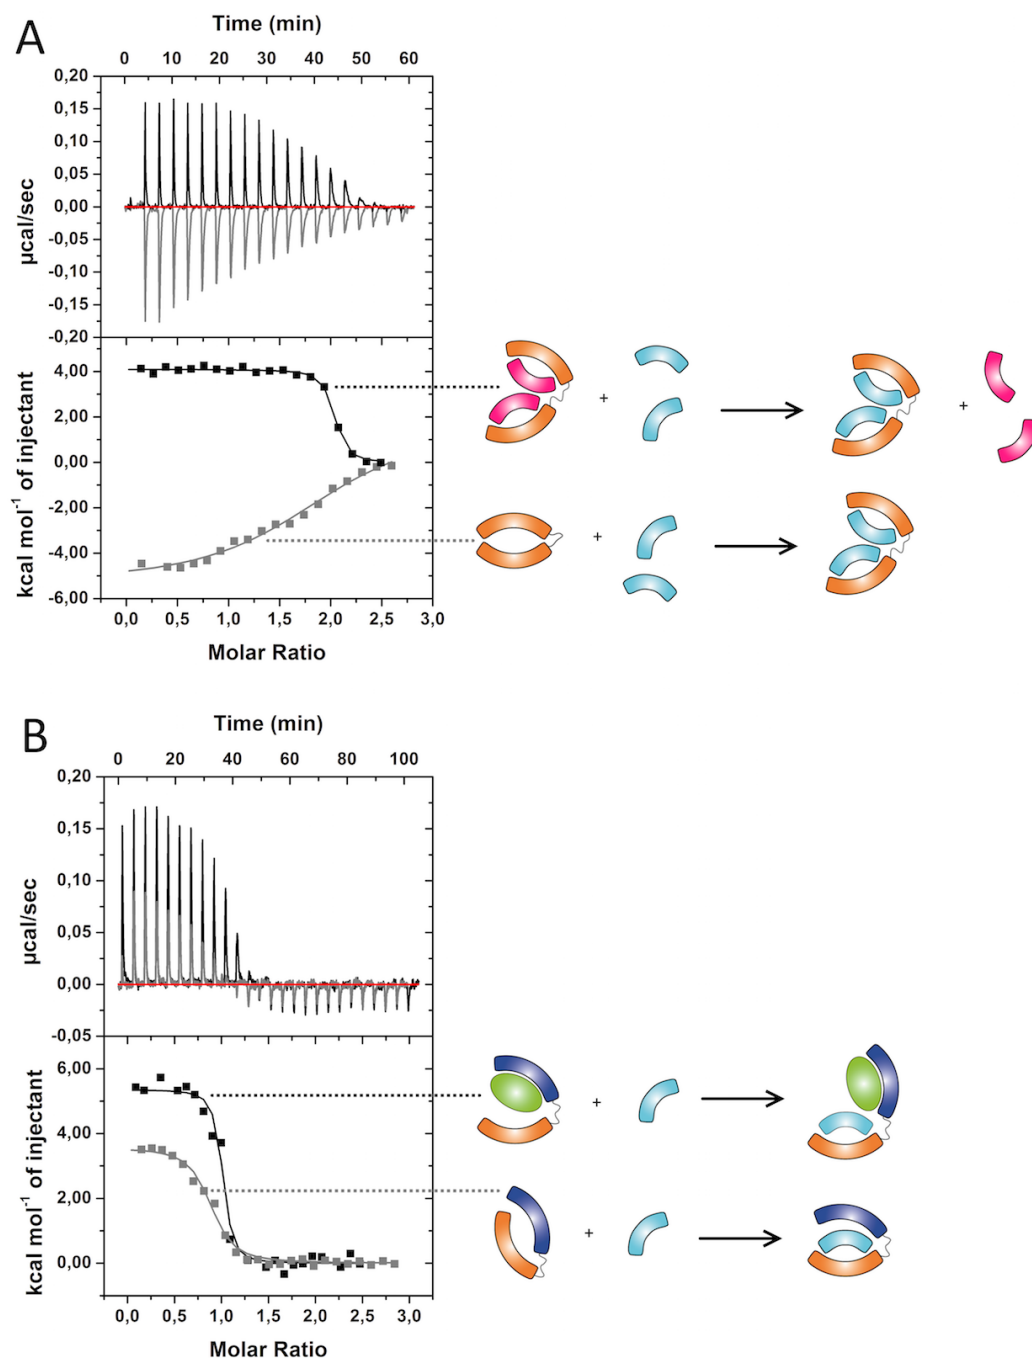 A
Time (min)
0 10 20 30 40 50 60
0,20
0,15
0,10
0,05
0,00
-0,05
-0,10
-0,15
-0,20
µcal/sec
4,00
2,00
0,00
-2,00
-4,00
-6,00
kcal mol⁻¹ of injectant
0,0 0,5 1,0 1,5 2,0 2,5 3,0
Molar Ratio
+ +
+
B
Time (min)
0 20 40 60 80 100
0,20
0,15
0,10
0,05
0,00
-0,05
µcal/sec
6,00
4,00
2,00
0,00
kcal mol⁻¹ of injectant
0,0 0,5 1,0 1,5 2,0 2,5 3,0
Molar Ratio
+
+